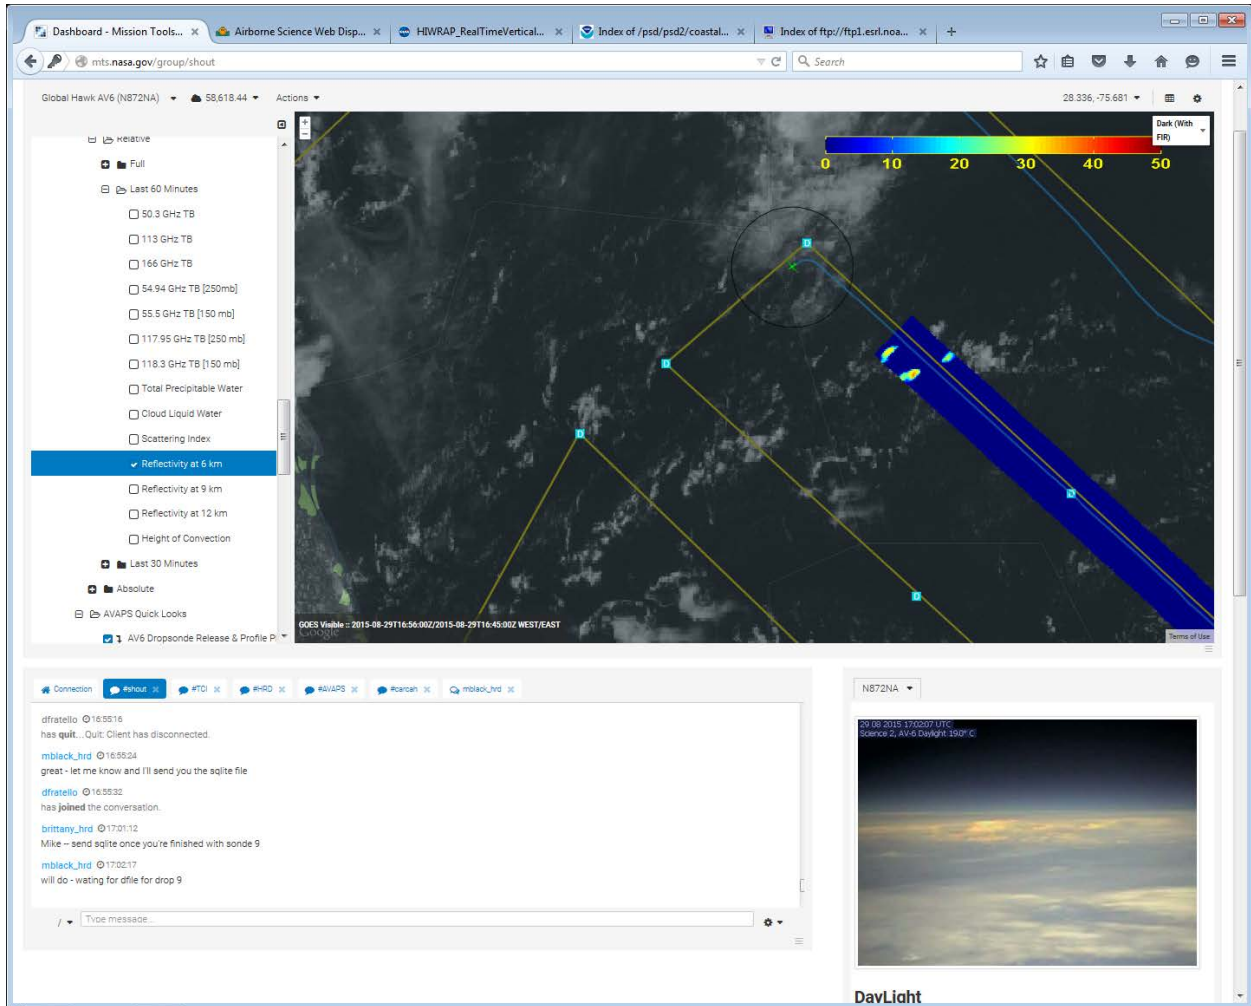 Dashboard - Mission Tools...
Airborne Science Web Disp...
HIWRAP_RealTimeVertical...
Index of /psd/psd2/coastal...
Index of ftp://ftp1.esrl.noa...
mts.nasa.gov/group/shout
Search
Global Hawk AV6 (N872NA)
58,618.44
Actions
28.336, -75.681
Relative
Full
Last 60 Minutes
50.3 GHz TB
113 GHz TB
166 GHz TB
54.94 GHz TB [250mb]
55.5 GHz TB [150 mb]
117.95 GHz TB [250 mb]
118.3 GHz TB [150 mb]
Total Precipitable Water
Cloud Liquid Water
Scattering Index
Reflectivity at 6 km
Reflectivity at 9 km
Reflectivity at 12 km
Height of Convection
Last 30 Minutes
Absolute
AVAPS Quick Looks
AV6 Dropsonde Release & Profile P
Dark (With
FIR)
0 10 20 30 40 50
D
D
D
D
D
GOES Visible :: 2015-08-29T16:56:00Z/2015-08-29T16:45:00Z WEST/EAST
Google
Terms of Use
Connection
#shout
#TCI
#HRD
#AVAPS
#carcah
mblack_hrd
dfratello 16:55:16
has quit... Quit: Client has disconnected.
mblack_hrd 16:55:24
great - let me know and I'll send you the sqlite file
dfratello 16:55:32
has joined the conversation.
brittany_hrd 17:01:12
Mike -- send sqlite once you're finished with sonde 9
mblack_hrd 17:02:17
will do - wating for dfile for drop 9
/
Type message...
N872NA
29 08 2015 17:02:07 UTC
Science 2, AV-6 Daylight 19.0° C
DayLight